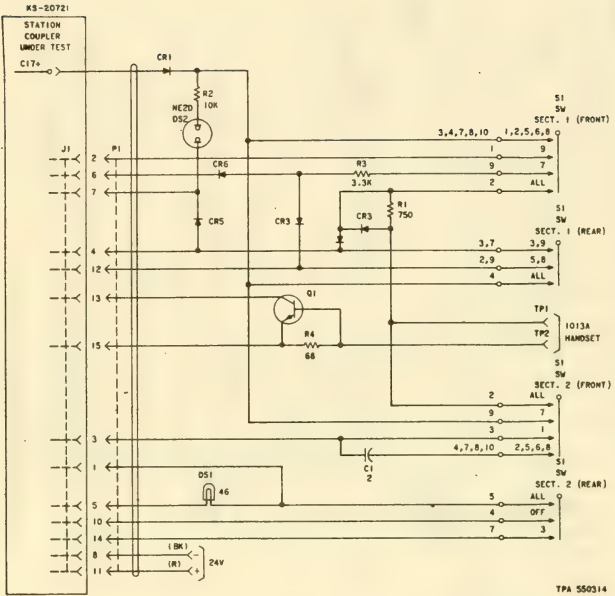 KS-20721
STATION
COUPLER
UNDER TEST
C17+
CR1
R2
10K
NE2D
DS2
S1
SW
SECT. 1 (FRONT)
3,4,7,8,10 1,2,5,6,8
J1 P1
2 1 9
CR6 R3
6 9 7
3.3K
7 2 ALL
R1
750
S1
SW
SECT. 1 (REAR)
CR5 CR3 CR3
4 3,7 3,9
12 2,9 5,8
4 ALL
13 Q1
TP1
TP2
1013A
HANDSET
R4
68
15
S1
SW
SECT. 2 (FRONT)
2 ALL
9 7
3 3 1
4,7,8,10 2,5,6,8
C1
2
1
S1
SW
SECT. 2 (REAR)
DS1
46
5 5 ALL
10 4 OFF
14 7 3
8 (BK) −
24V
11 (R) +
TPA 550314